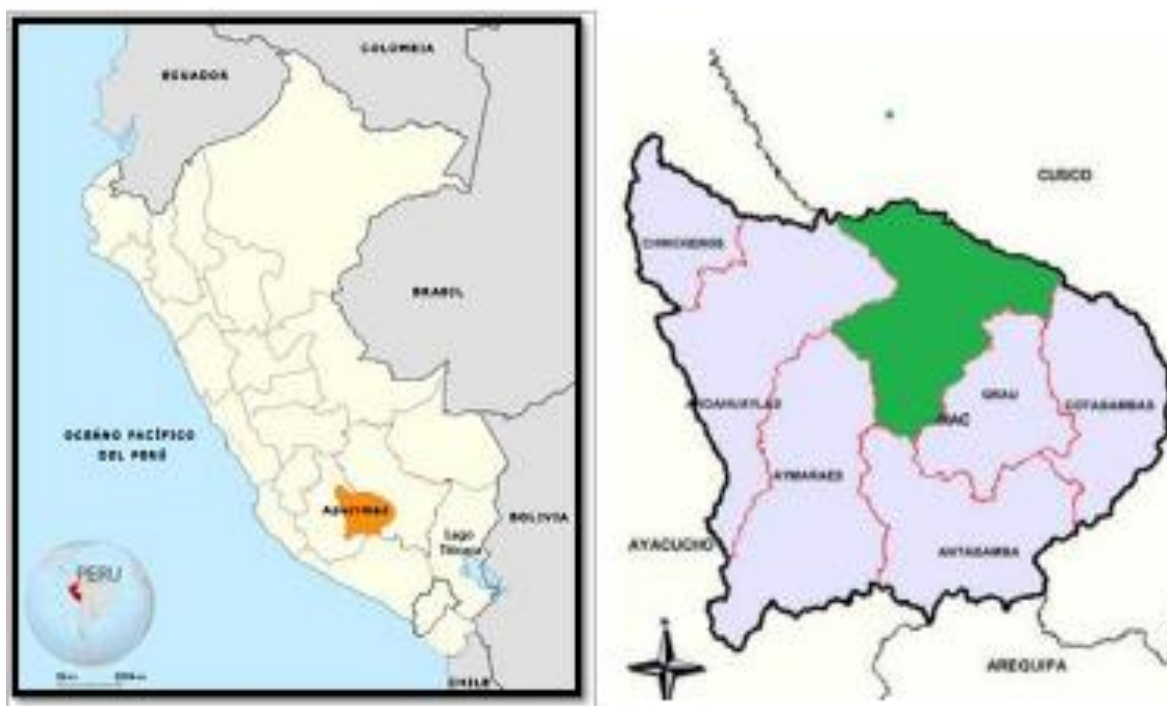 COLOMBIA
ECUADOR
BRASIL
OCÉANO PACÍFICO
DEL PERÚ
Apurímac
Lago
Titicaca
BOLIVIA
PERU
CHILE
CUSCO
CHINCHEROS
ANDAHUAYLAS
GRAU
COTABAMBAS
AYMARAES
AYACUCHO
ANTABAMBA
AREQUIPA